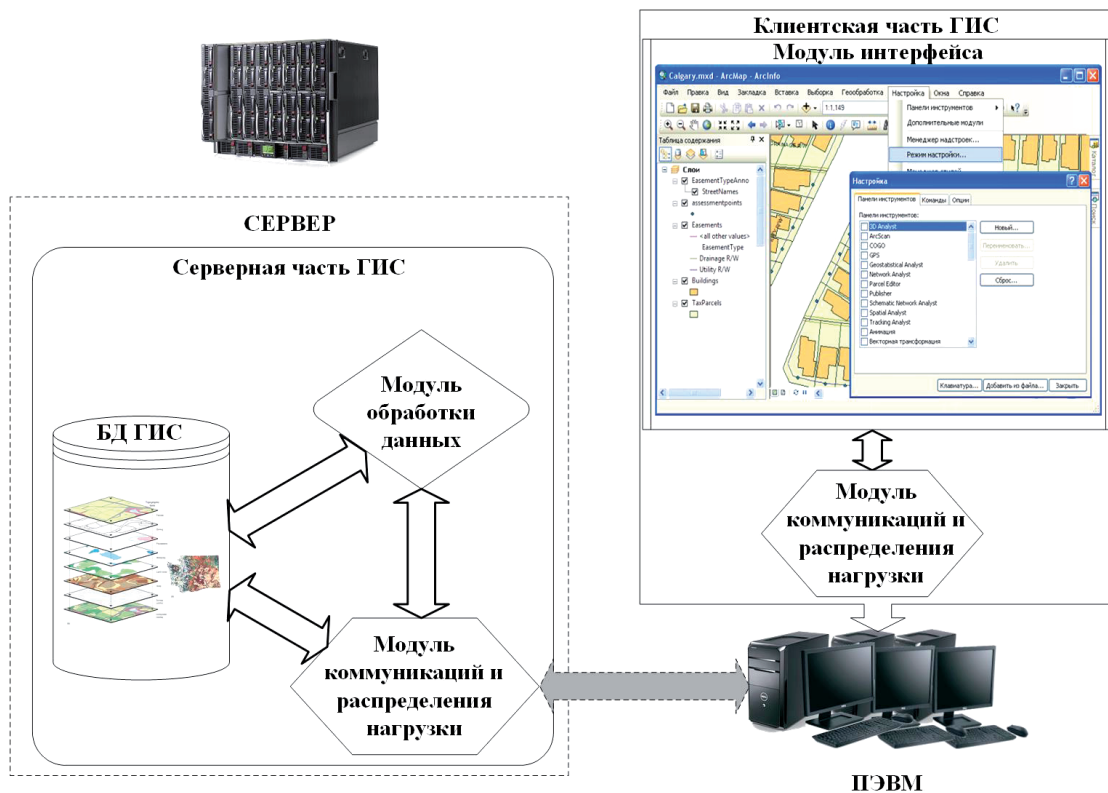 СЕРВЕР
Серверная часть ГИС
Модуль
обработки
данных
БД ГИС
Модуль
коммуникаций и
распределения
нагрузки
Клиентская часть ГИС
Модуль интерфейса
Calgary.mxd - ArcMap - ArcInfo
Файл Правка Вид Закладка Вставка Выборка Геообработка Настройка Окна Справка
1:1,149
Панели инструментов
Дополнительные модули
Менеджер надстроек...
Режим настройки...
Таблица содержания
Слои
EasementTypeAnno
StreetNames
assessmentpoints
Easements
<all other values>
EasementType
Drainage R/W
Utility R/W
Buildings
TaxParcels
Каталог
Поиск
Настройка
Панели инструментов Команды Опции
Панели инструментов:
3D Analyst
ArcScan
COGO
GPS
Geostatistical Analyst
Network Analyst
Parcel Editor
Publisher
Schematic Network Analyst
Spatial Analyst
Tracking Analyst
Анимация
Векторная трансформация
Новый...
Переименовать...
Удалить
Сброс...
Клавиатура... Добавить из файла... Закрыть
Модуль
коммуникаций и
распределения
нагрузки
ПЭВМ